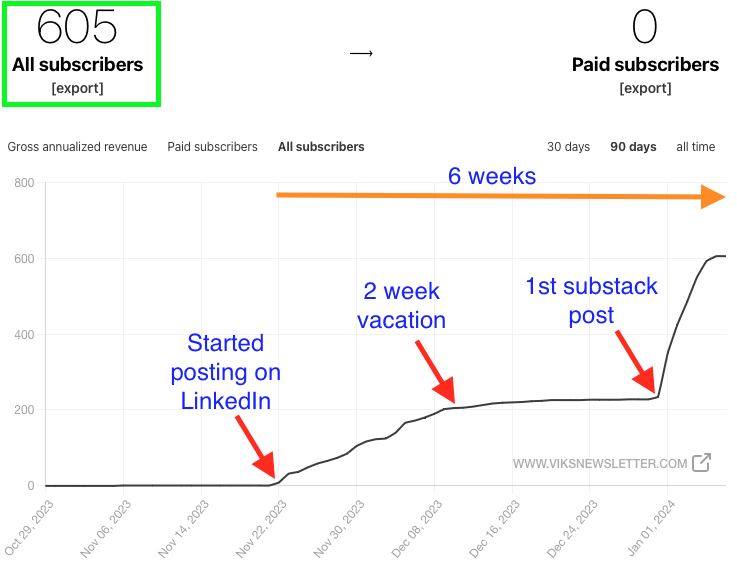 605
All subscribers
[export]
→
0
Paid subscribers
[export]
Gross annualized revenue Paid subscribers All subscribers 30 days 90 days all time
800
600
400
200
0
6 weeks
Started
posting on
LinkedIn
2 week
vacation
1st substack
post
WWW.VIKSNEWSLETTER.COM
Oct 29, 2023
Nov 06, 2023
Nov 14, 2023
Nov 22, 2023
Nov 30, 2023
Dec 08, 2023
Dec 16, 2023
Dec 24, 2023
Jan 01, 2024